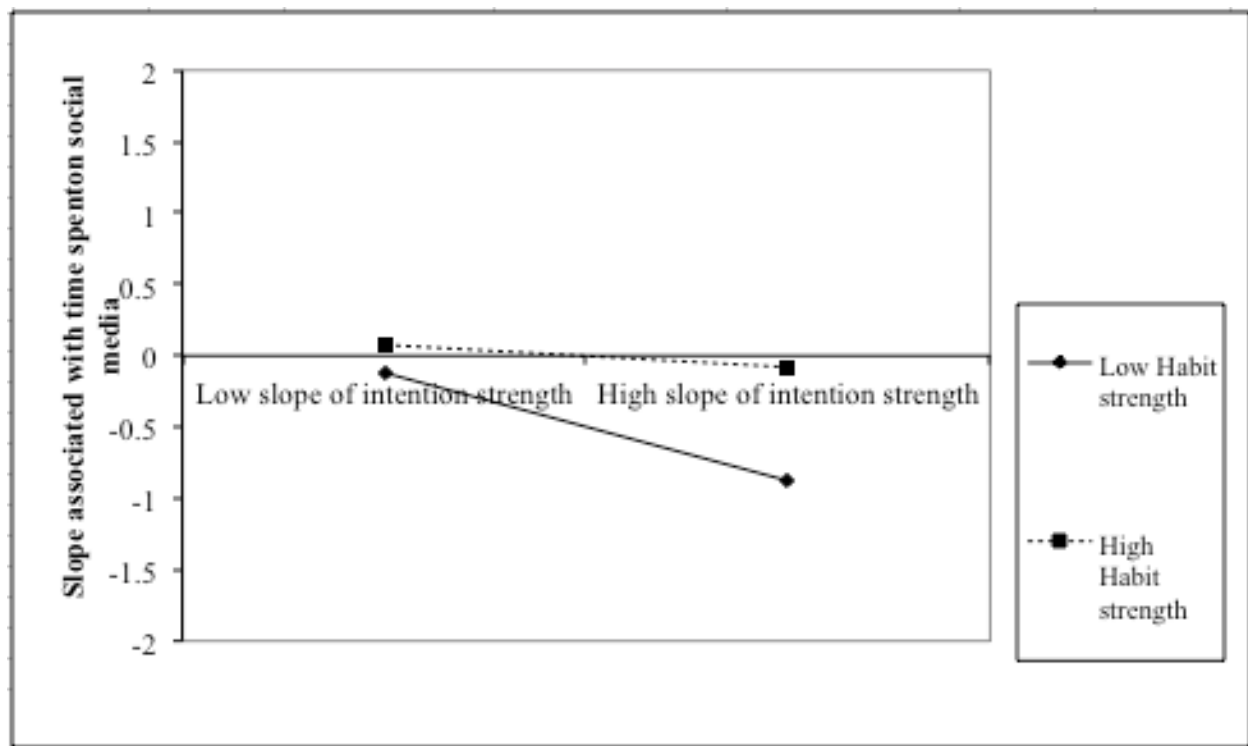 Slope associated with time spenton social
media
2
1.5
1
0.5
0
-0.5
-1
-1.5
-2
Low slope of intention strength
High slope of intention strength
Low Habit
strength
High
Habit
strength